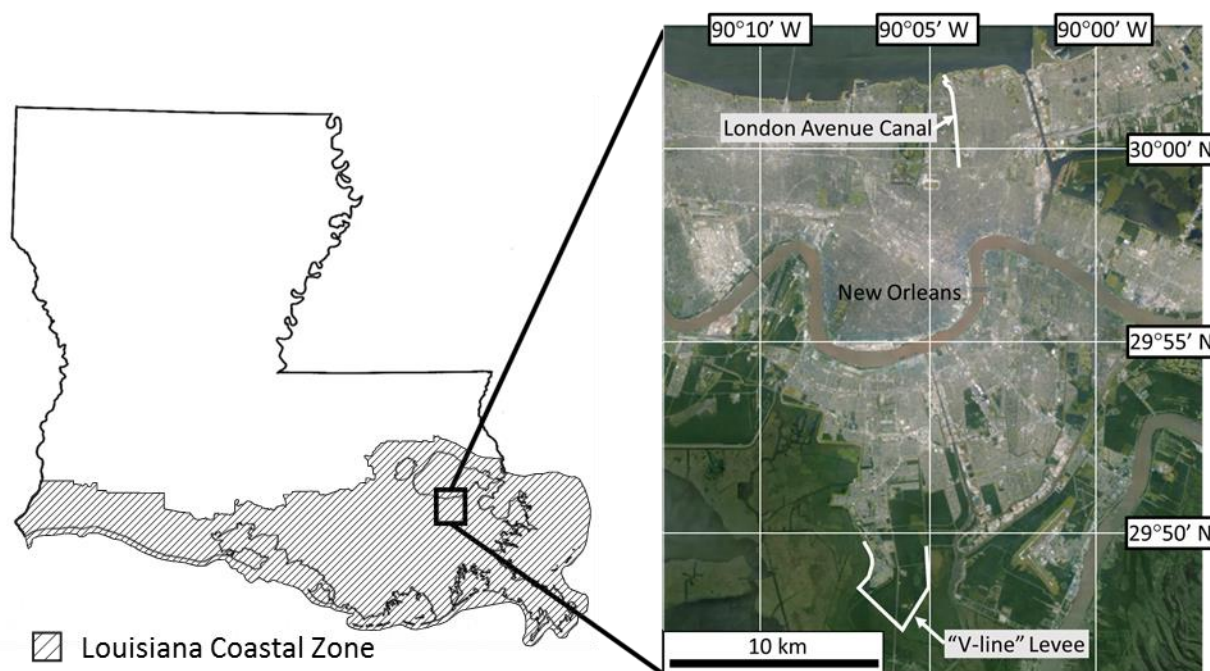 90°10' W
90°05' W
90°00' W
London Avenue Canal
30°00' N
New Orleans
29°55' N
29°50' N
"V-line" Levee
10 km
Louisiana Coastal Zone